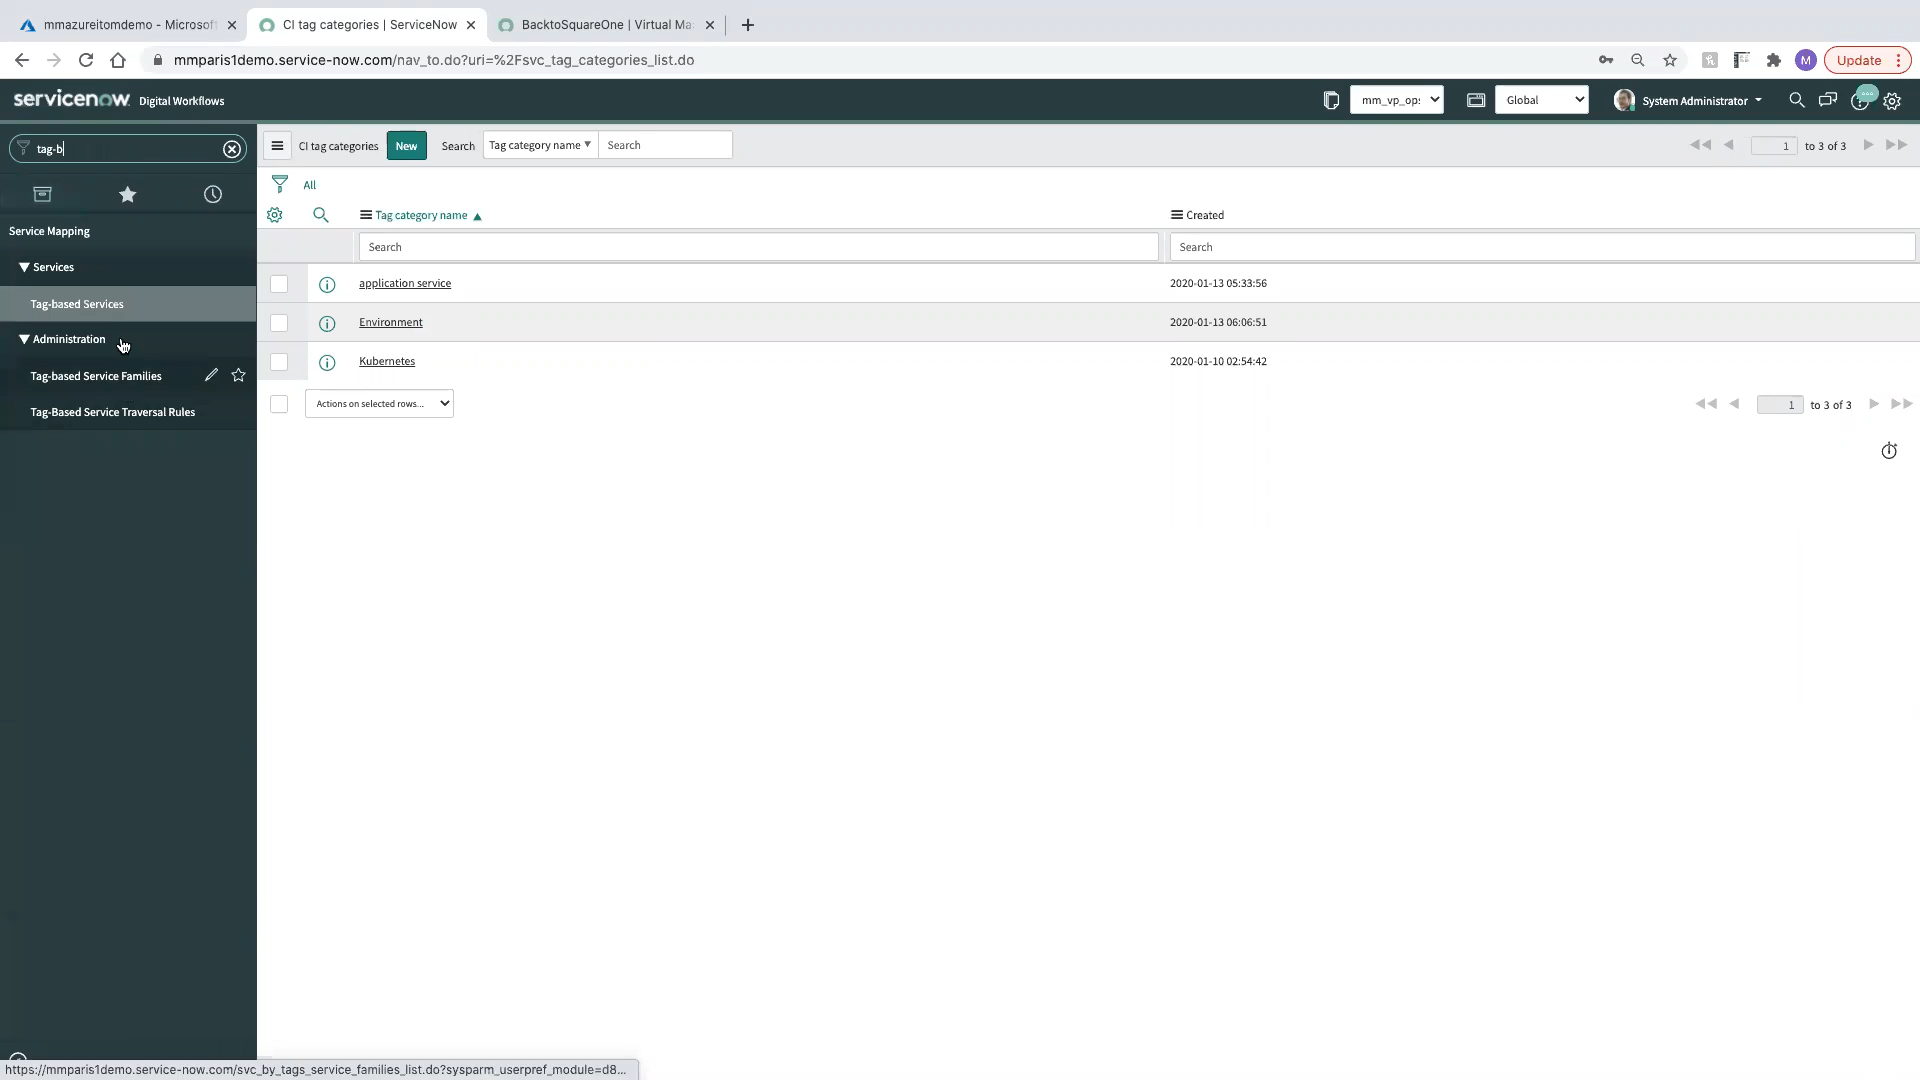 mmazureitomdemo - Microsoft
CI tag categories | ServiceNow
BacktoSquareOne | Virtual Ma
mmparis1demo.service-now.com/nav_to.do?uri=%2Fsvc_tag_categories_list.do
M
Update
servicenow Digital Workflows
mm_vp_op:
Global
System Administrator
tag-b
CI tag categories
New
Search
Tag category name
Search
1 to 3 of 3
All
Service Mapping
Services
Tag-based Services
Administration
Tag-based Service Families
Tag-Based Service Traversal Rules
Tag category name
Created
Search
Search
application service 2020-01-13 05:33:56
Environment 2020-01-13 06:06:51
Kubernetes 2020-01-10 02:54:42
Actions on selected rows...
1 to 3 of 3
https://mmparis1demo.service-now.com/svc_by_tags_service_families_list.do?sysparm_userpref_module=d8...